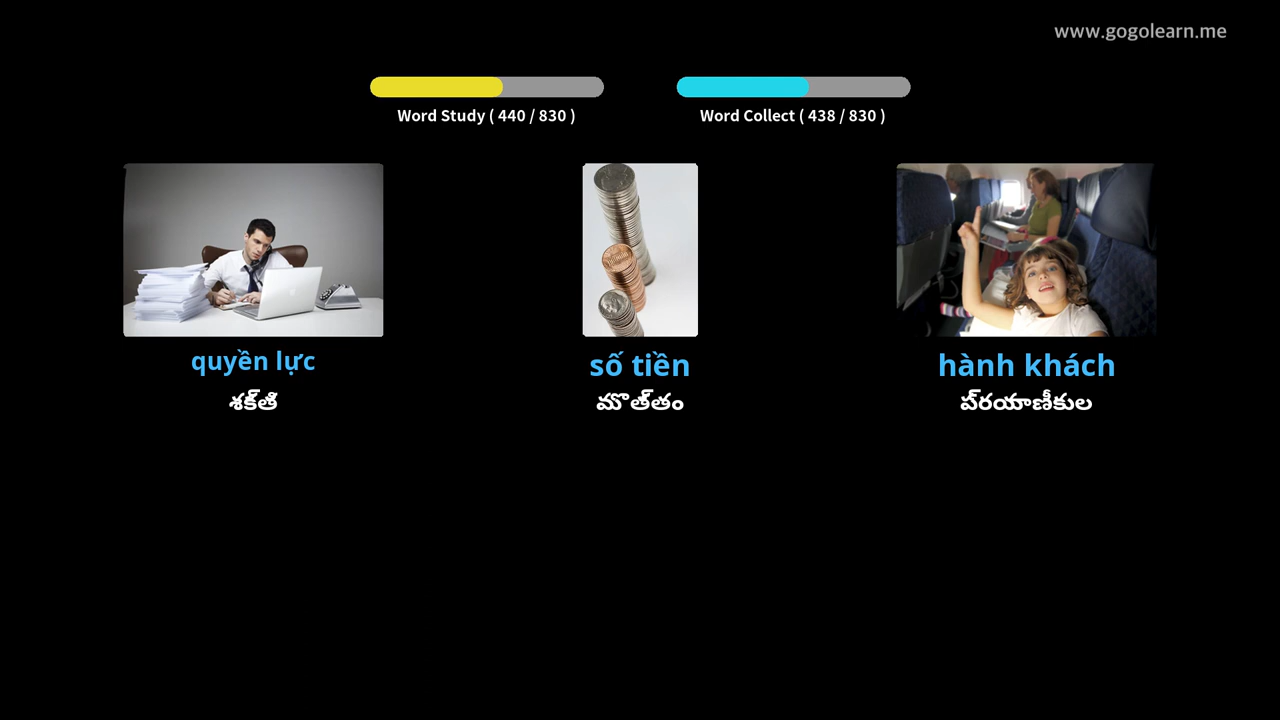 www.gogolearn.me
Word Study ( 440 / 830 )
Word Collect ( 438 / 830 )
quyền lực
số tiền
hành khách
శక్తి
మొత్తం
ప్రయాణీకుల